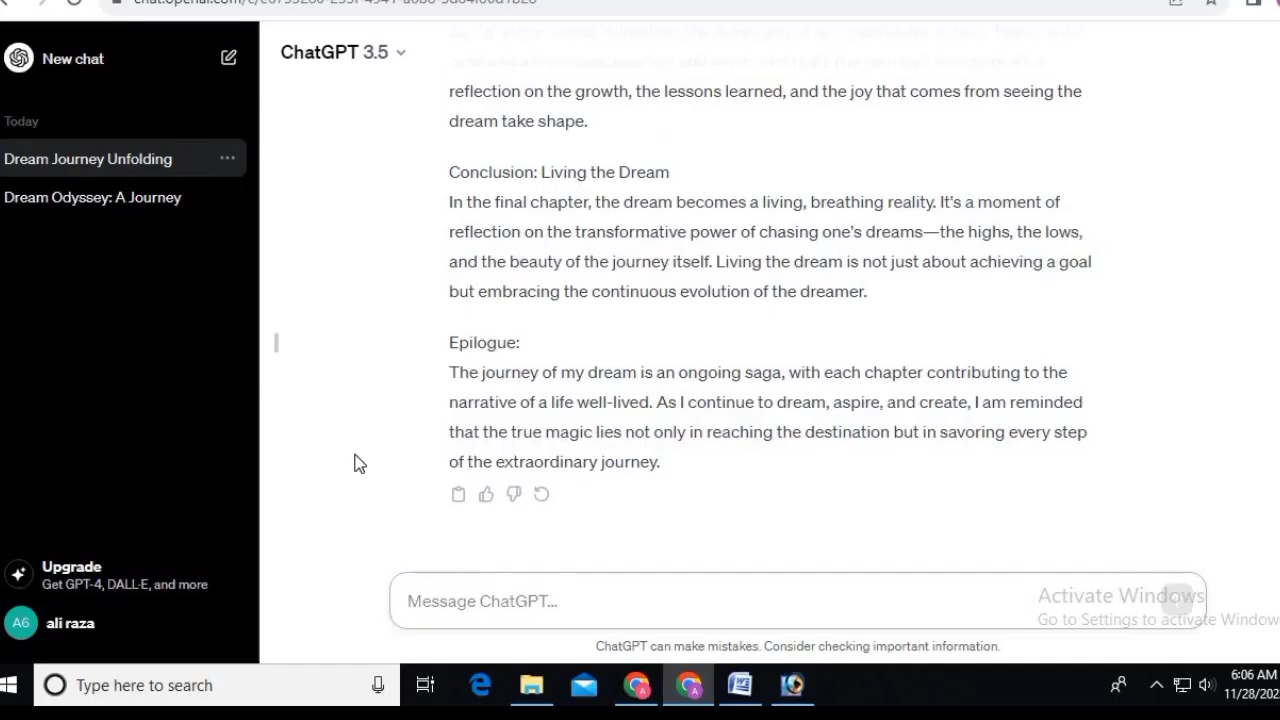 chat.openai.com/c/
New chat
Today
Dream Journey Unfolding
Dream Odyssey: A Journey
Upgrade
Get GPT-4, DALL·E, and more
A6
ali raza
ChatGPT 3.5
reflection on the growth, the lessons learned, and the joy that comes from seeing the
dream take shape.
Conclusion: Living the Dream
In the final chapter, the dream becomes a living, breathing reality. It's a moment of
reflection on the transformative power of chasing one's dreams—the highs, the lows,
and the beauty of the journey itself. Living the dream is not just about achieving a goal
but embracing the continuous evolution of the dreamer.
Epilogue:
The journey of my dream is an ongoing saga, with each chapter contributing to the
narrative of a life well-lived. As I continue to dream, aspire, and create, I am reminded
that the true magic lies not only in reaching the destination but in savoring every step
of the extraordinary journey.
Message ChatGPT...
Activate Windows
Go to Settings to activate Window
ChatGPT can make mistakes. Consider checking important information.
Type here to search
A
A
6:06 AM
11/28/202